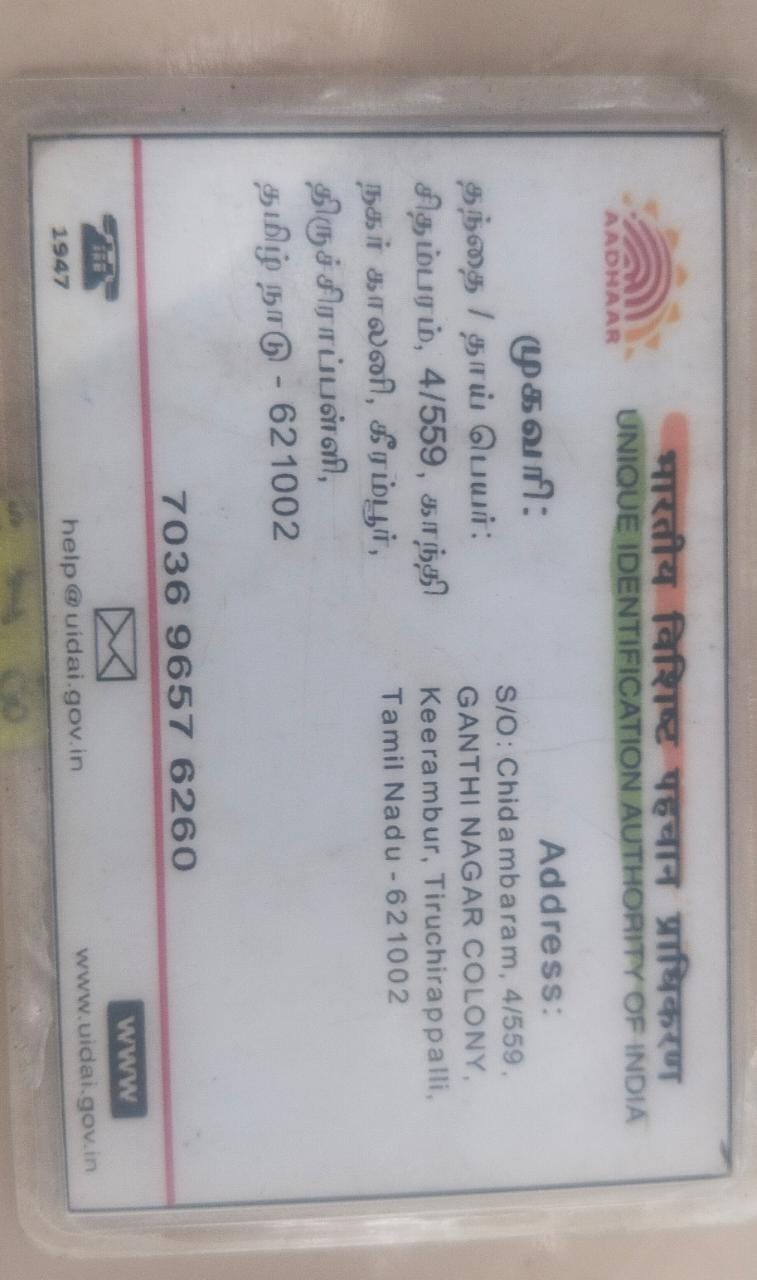 AADHAAR
भारतीय विशिष्ट पहचान प्राधिकरण
UNIQUE IDENTIFICATION AUTHORITY OF INDIA
முகவரி:
தந்தை / தாய் பெயர்:
சிதம்பரம், 4/559, காந்தி
நகர் காலனி, கீரம்பூர்,
திருச்சிராப்பள்ளி,
தமிழ் நாடு - 621002
Address:
S/O: Chidambaram, 4/559,
GANTHI NAGAR COLONY,
Keerambur, Tiruchirappalli,
Tamil Nadu - 621002
7036 9657 6260
1947
help@uidai.gov.in
www
www.uidai.gov.in